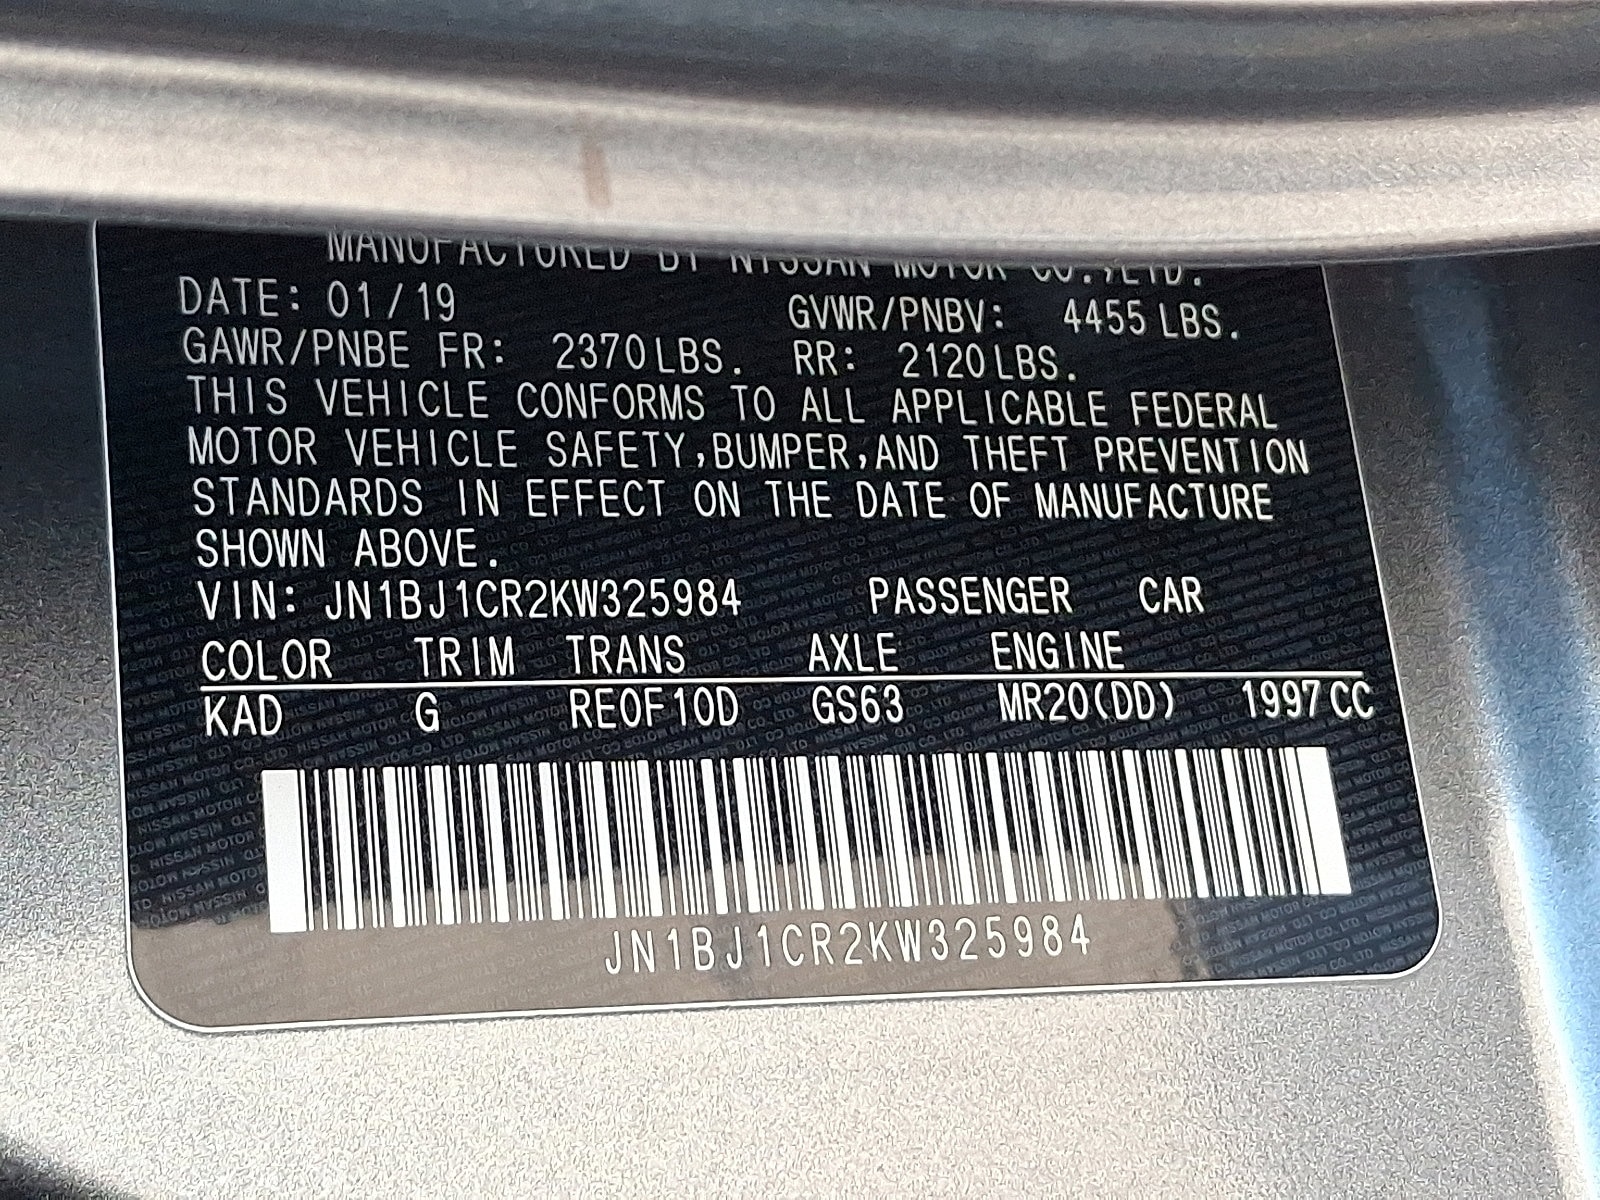 MANUFACTURED BY NISSAN MOTOR CO.,LTD.
DATE: 01/19 GVWR/PNBV: 4455 LBS.
GAWR/PNBE FR: 2370LBS. RR: 2120LBS.
THIS VEHICLE CONFORMS TO ALL APPLICABLE FEDERAL
MOTOR VEHICLE SAFETY,BUMPER,AND THEFT PREVENTION
STANDARDS IN EFFECT ON THE DATE OF MANUFACTURE
SHOWN ABOVE.
VIN: JN1BJ1CR2KW325984 PASSENGER CAR
COLOR TRIM TRANS AXLE ENGINE
KAD G RE0F10D GS63 MR20(DD) 1997CC
JN1BJ1CR2KW325984